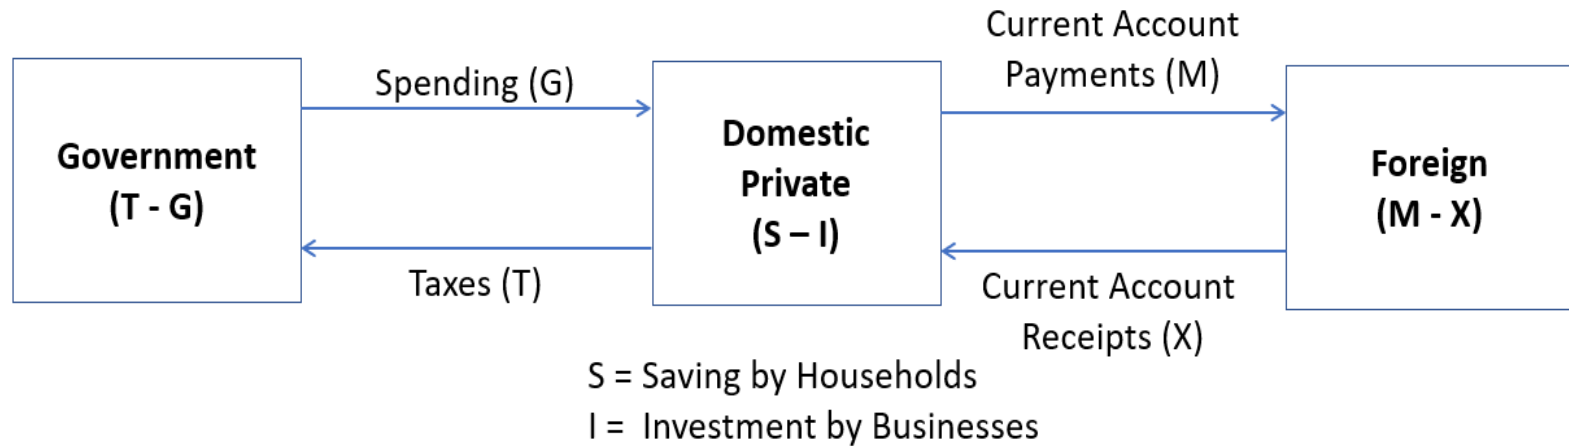 Government
(T - G)
Spending (G)
Taxes (T)
Domestic
Private
(S – I)
Current Account
Payments (M)
Current Account
Receipts (X)
Foreign
(M - X)
S = Saving by Households
I = Investment by Businesses